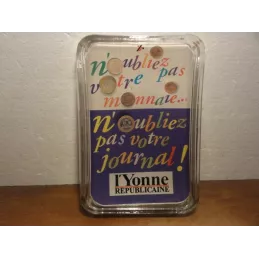 n'oubliez
votre pas
monnaie...
n'oubliez
pas votre
journal!
l'Yonne
RÉPUBLICAINE